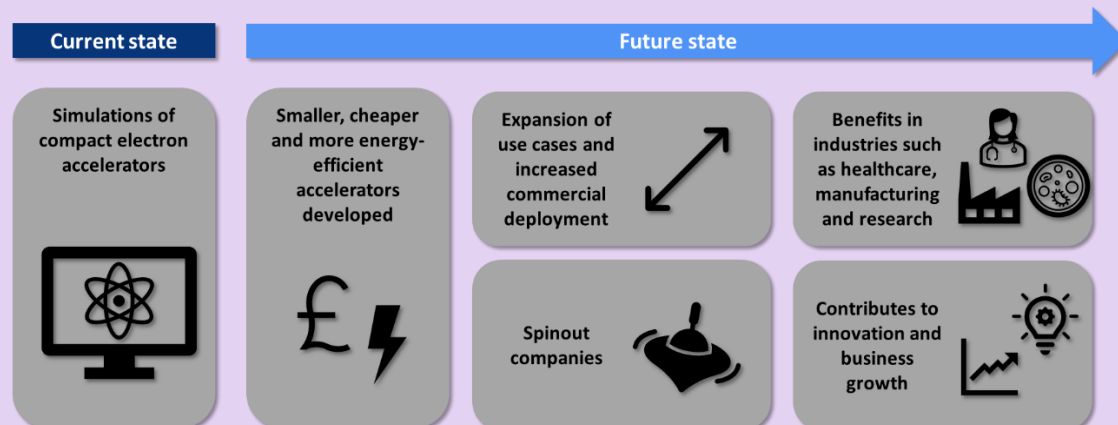 Current state
Future state
Simulations of
compact electron
accelerators
Smaller, cheaper
and more energy-
efficient
accelerators
developed
Expansion of
use cases and
increased
commercial
deployment
Benefits in
industries such
as healthcare,
manufacturing
and research
£
Spinout
companies
Contributes to
innovation and
business
growth